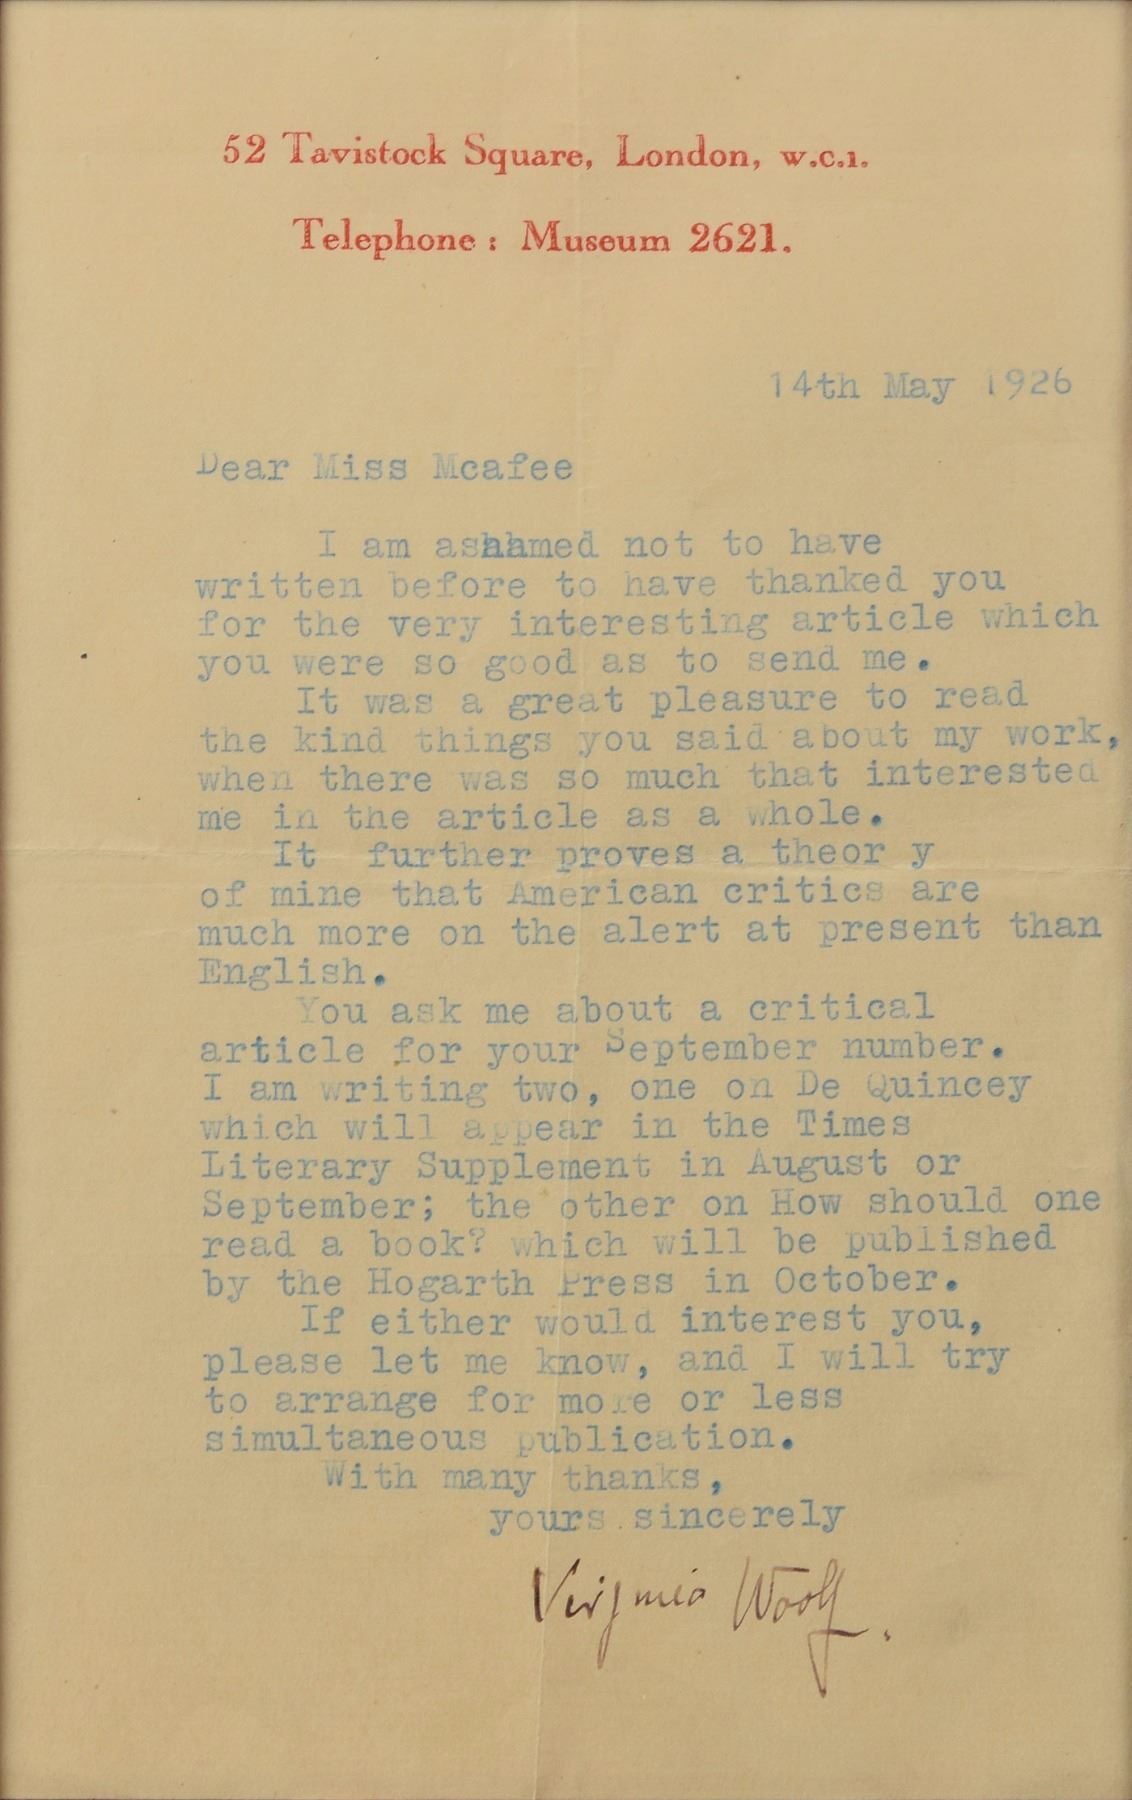 52 Tavistock Square, London, w.c.1.
Telephone : Museum 2621.
14th May 1926
Dear Miss Mcafee
I am ashamed not to have
written before to have thanked you
for the very interesting article which
you were so good as to send me.
It was a great pleasure to read
the kind things you said about my work,
when there was so much that interested
me in the article as a whole.
It further proves a theor y
of mine that American critics are
much more on the alert at present than
English.
You ask me about a critical
article for your September number.
I am writing two, one on De Quincey
which will appear in the Times
Literary Supplement in August or
September; the other on How should one
read a book? which will be published
by the Hogarth Press in October.
If either would interest you,
please let me know, and I will try
to arrange for more or less
simultaneous publication.
With many thanks,
yours sincerely
Virginia Woolf.